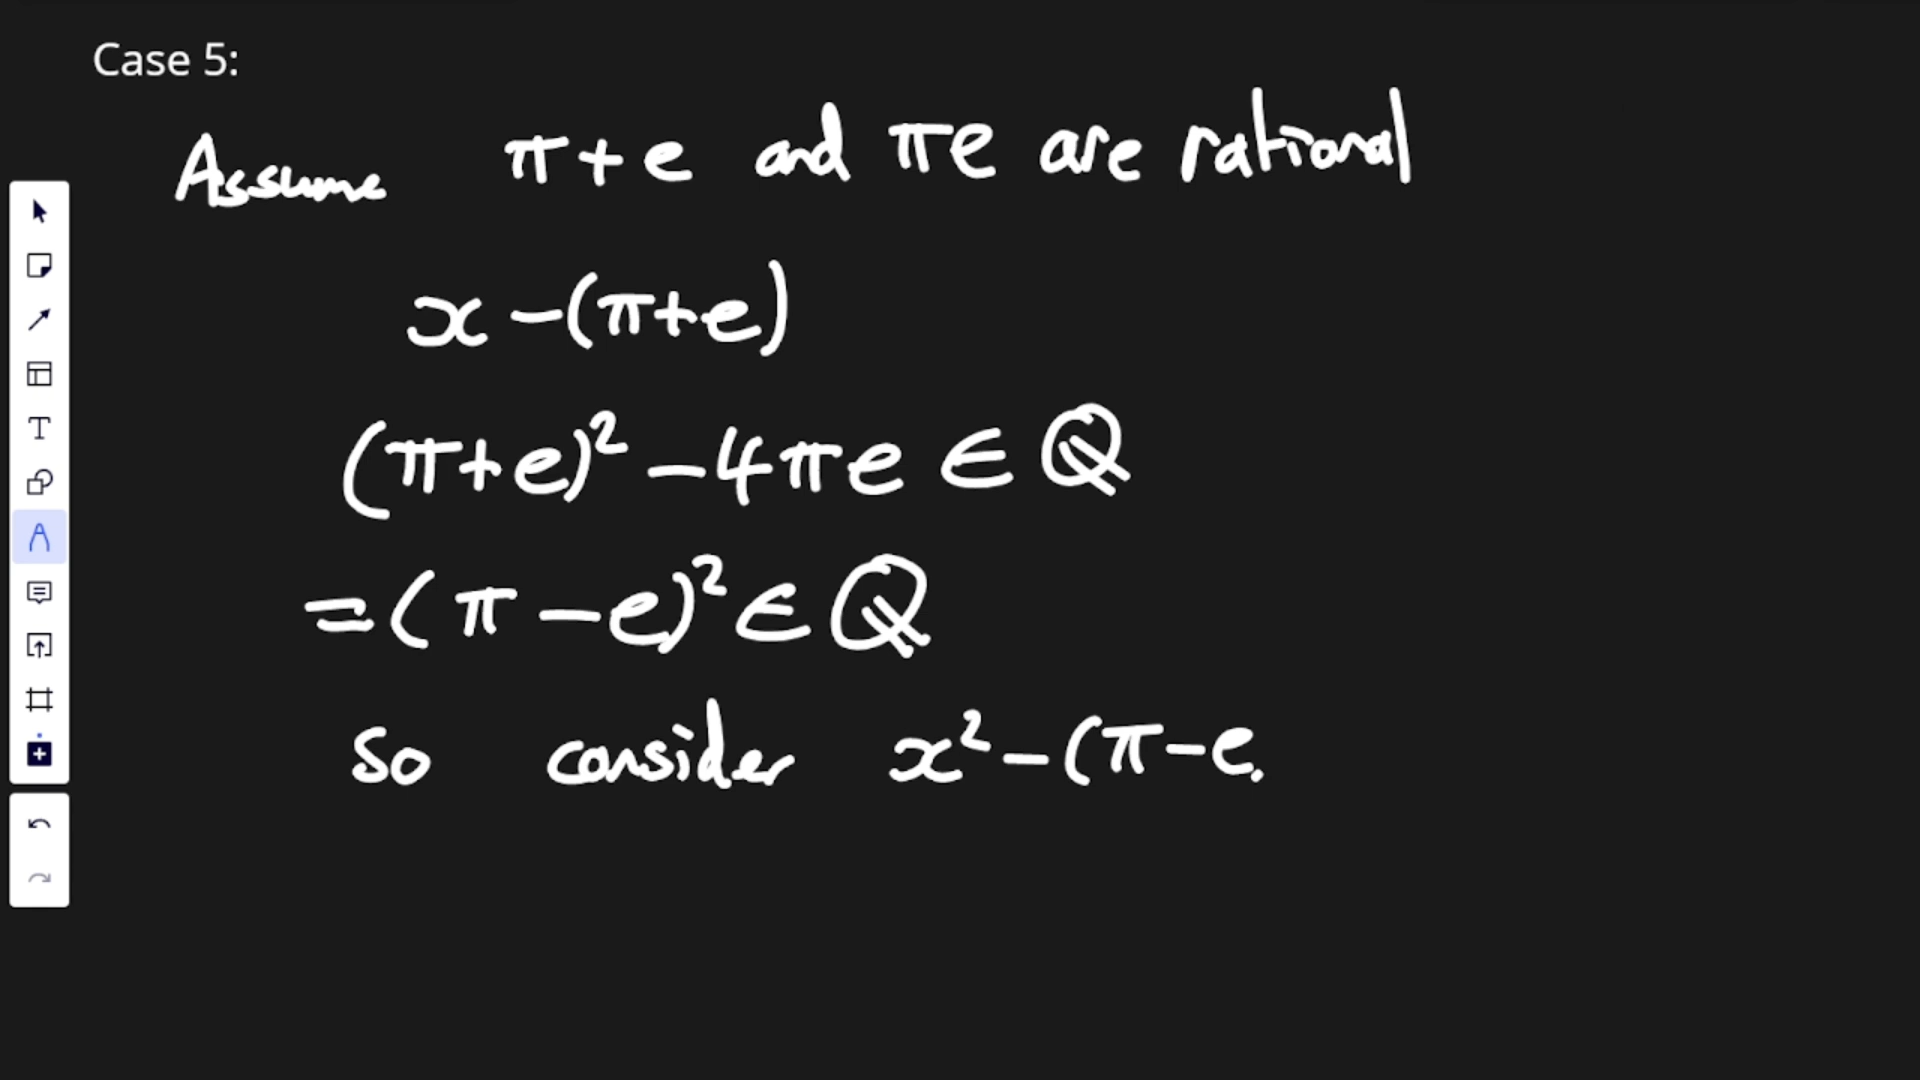 Case 5:
Assume π+e and πe are rational
x-(π+e)
(π+e)²-4πe ∈ ℚ
=(π-e)² ∈ ℚ
so consider x²-(π-e